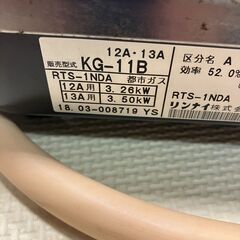 12A・13A
販売型式 KG-11B
RTS-1NDA 都市ガス
12A用 3.26kW
13A用 3.50kW
18.03-008719 YS
区分名 A
効率 52.0
RTS-1NDA
リンナイ株式